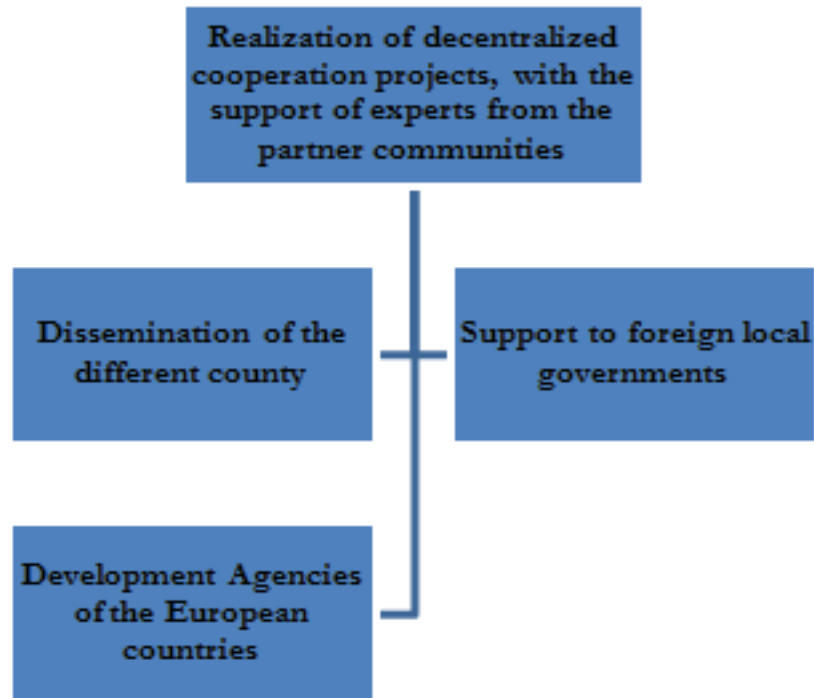 Realization of decentralized
cooperation projects, with the
support of experts from the
partner communities
Dissemination of the
different county
Support to foreign local
governments
Development Agencies
of the European
countries